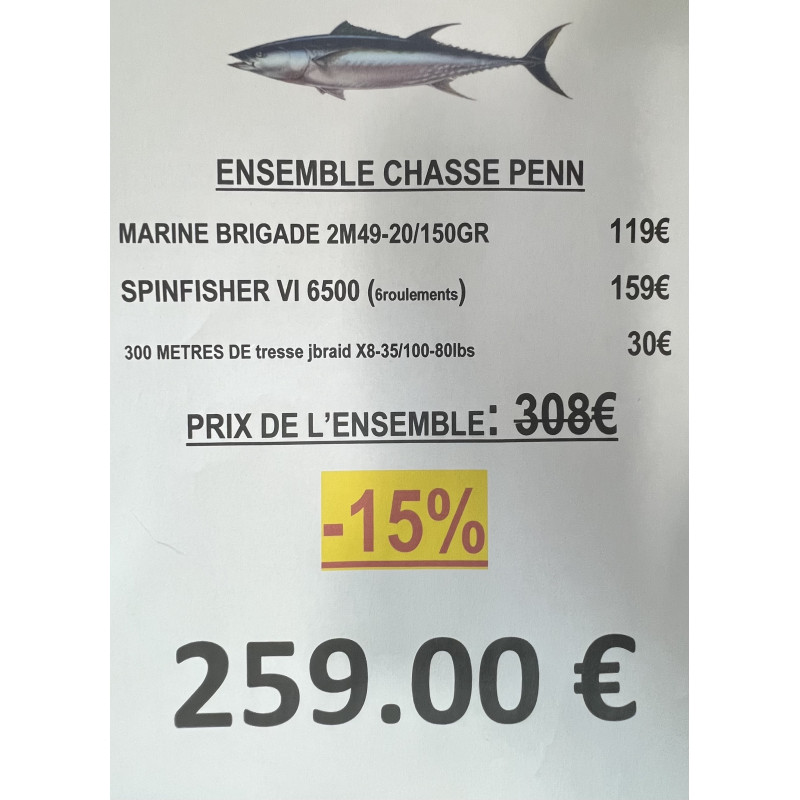 ENSEMBLE CHASSE PENN
MARINE BRIGADE 2M49-20/150GR 119€
SPINFISHER VI 6500 (6roulements) 159€
300 METRES DE tresse jbraid X8-35/100-80lbs 30€
PRIX DE L’ENSEMBLE: 308€
-15%
259.00 €